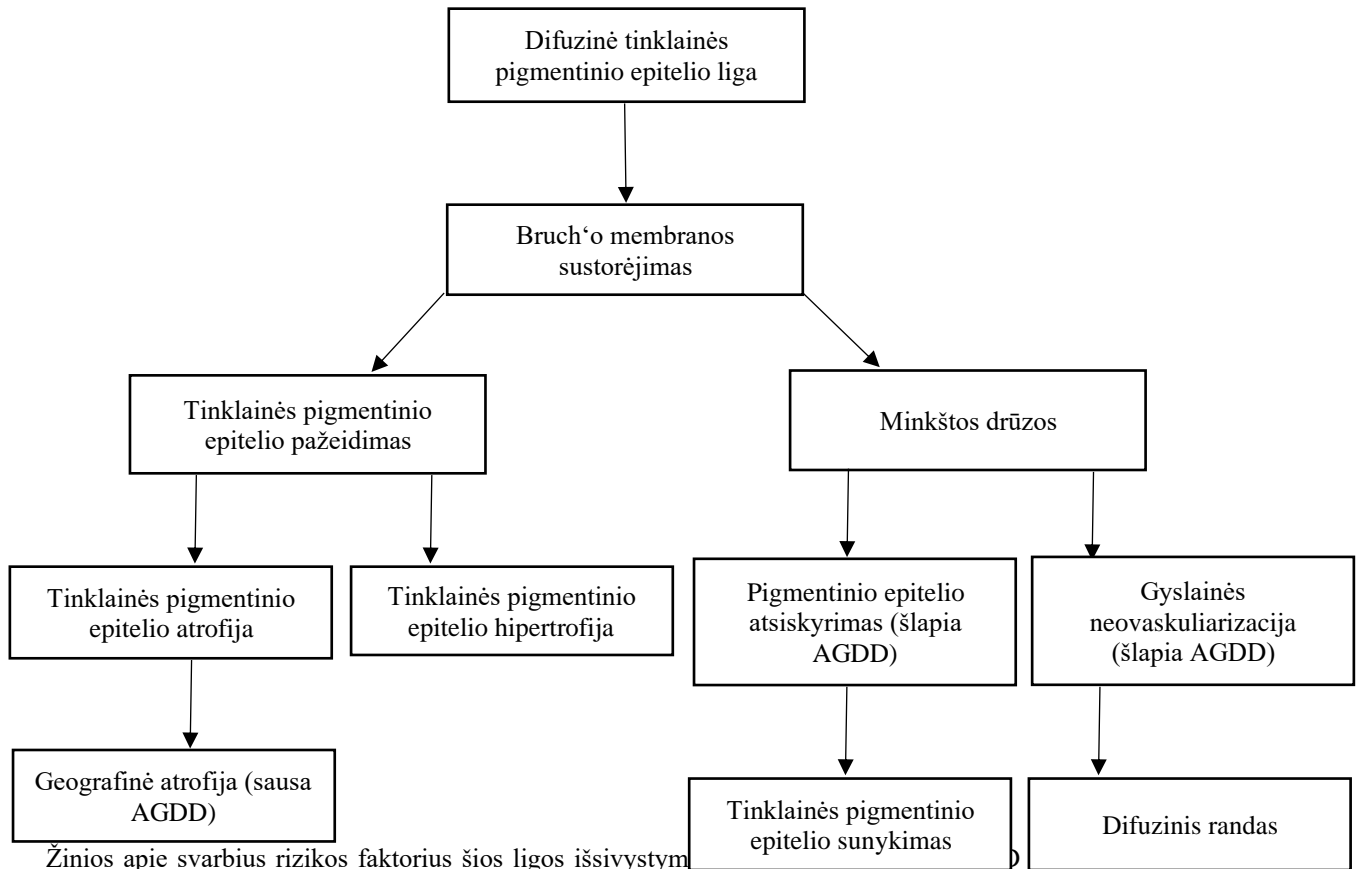 Difuzinė tinklainės
pigmentinio epitelio liga
Bruch‘o membranos
sustorėjimas
Tinklainės pigmentinio
epitelio pažeidimas
Minkštos drūzos
Tinklainės pigmentinio
epitelio atrofija
Tinklainės pigmentinio
epitelio hipertrofija
Pigmentinio epitelio
atsiskyrimas (šlapia
AGDD)
Gyslainės
neovaskuliarizacija
(šlapia AGDD)
Geografinė atrofija (sausa
AGDD)
Tinklainės pigmentinio
epitelio sunykimas
Difuzinis randas
Žinios apie svarbius rizikos faktorius šios ligos